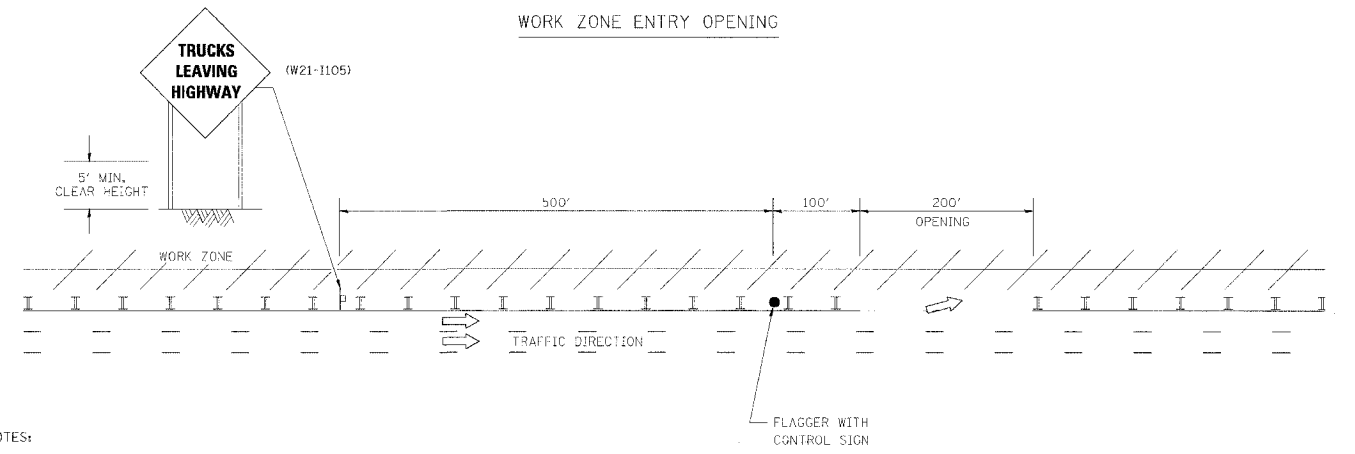 WORK ZONE ENTRY OPENING
TRUCKS
LEAVING
HIGHWAY
(W21-I105)
5' MIN.
CLEAR HEIGHT
500'
100'
200'
OPENING
WORK ZONE
TRAFFIC DIRECTION
FLAGGER WITH
CONTROL SIGN
OTES: